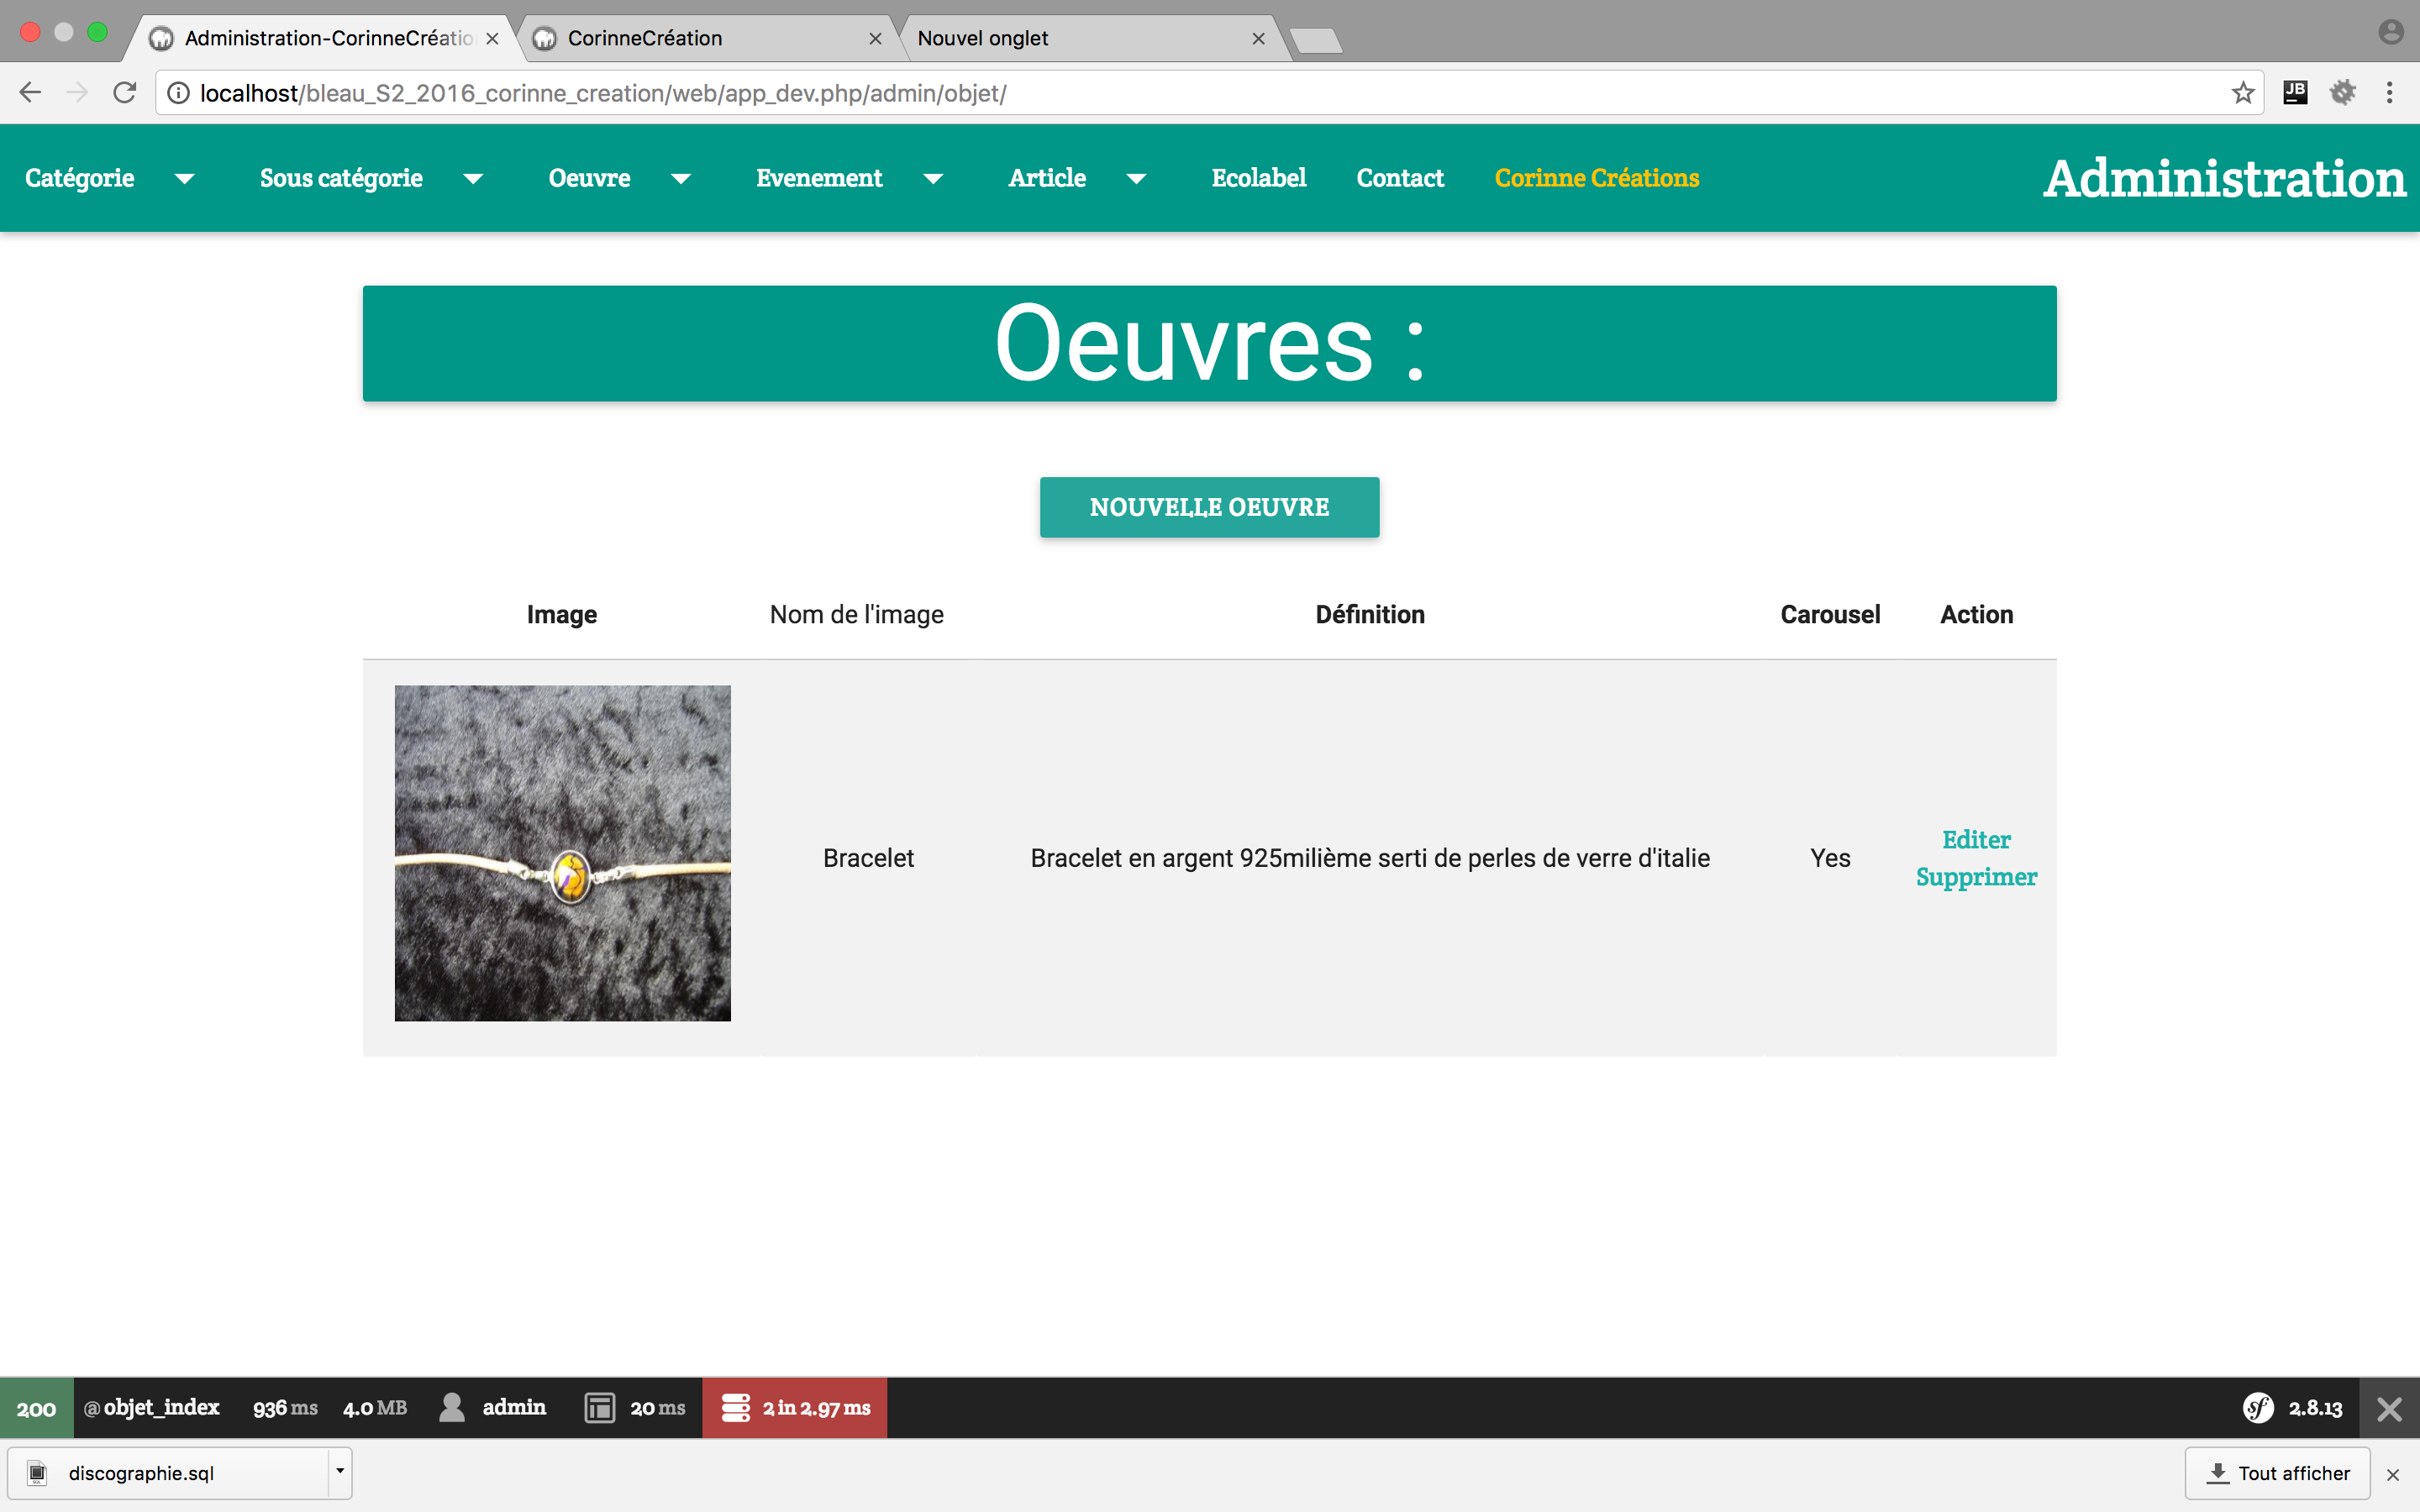 Administration-CorinneCréatio
CorinneCréation
Nouvel onglet
localhost/bleau_S2_2016_corinne_creation/web/app_dev.php/admin/objet/
JB
Catégorie
Sous catégorie
Oeuvre
Evenement
Article
Ecolabel
Contact
Corinne Créations
Administration
Oeuvres :
NOUVELLE OEUVRE
Image
Nom de l'image
Définition
Carousel
Action
Bracelet
Bracelet en argent 925milième serti de perles de verre d'italie
Yes
Editer
Supprimer
200
@ objet_index
936 ms
4.0 MB
admin
20 ms
2 in 2.97 ms
sf
2.8.13
discographie.sql
Tout afficher